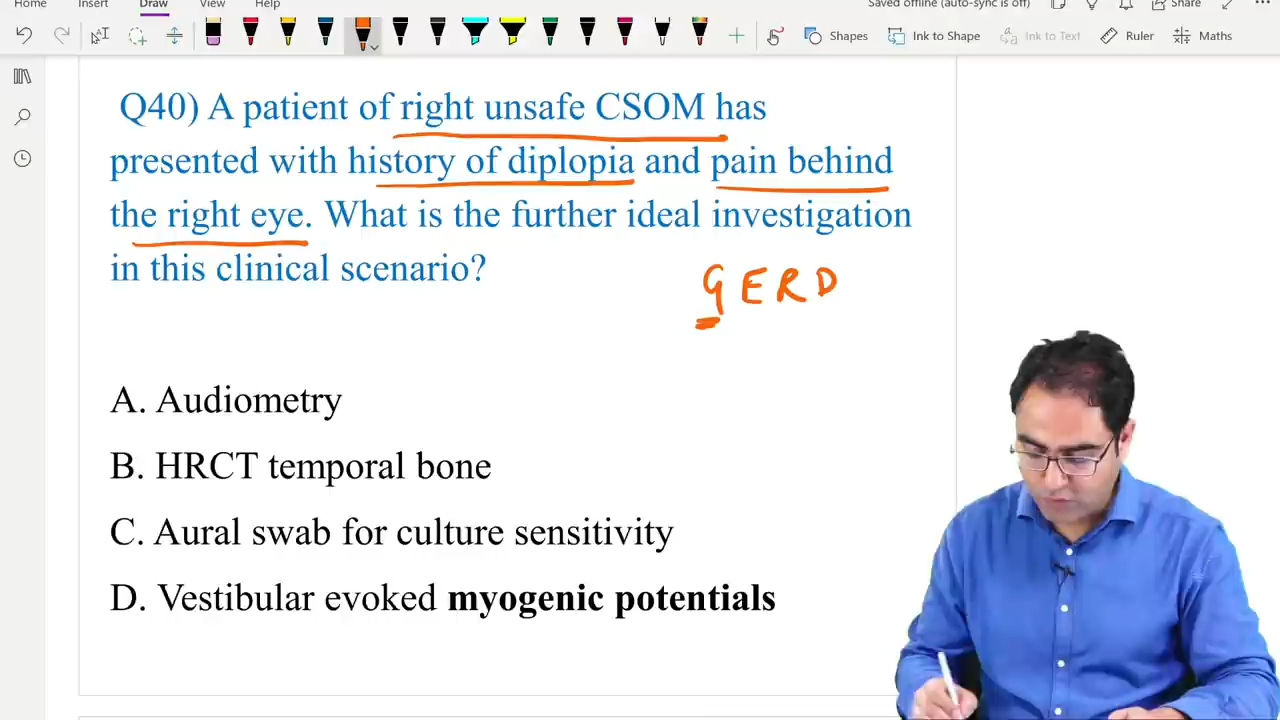 Home Insert Draw View Help Saved offline (auto-sync is off) Share
Shapes Ink to Shape Ink to Text Ruler Maths
Q40) A patient of right unsafe CSOM has
presented with history of diplopia and pain behind
the right eye. What is the further ideal investigation
in this clinical scenario?
GERD
A. Audiometry
B. HRCT temporal bone
C. Aural swab for culture sensitivity
D. Vestibular evoked myogenic potentials